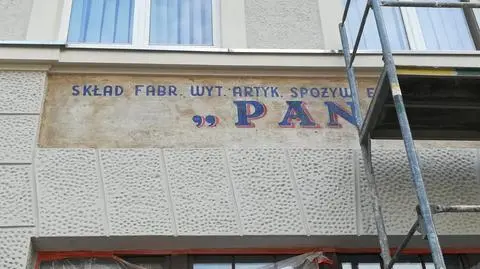 SKŁAD FABR. WYT. ARTYK. SPOŻYW.
„PAN